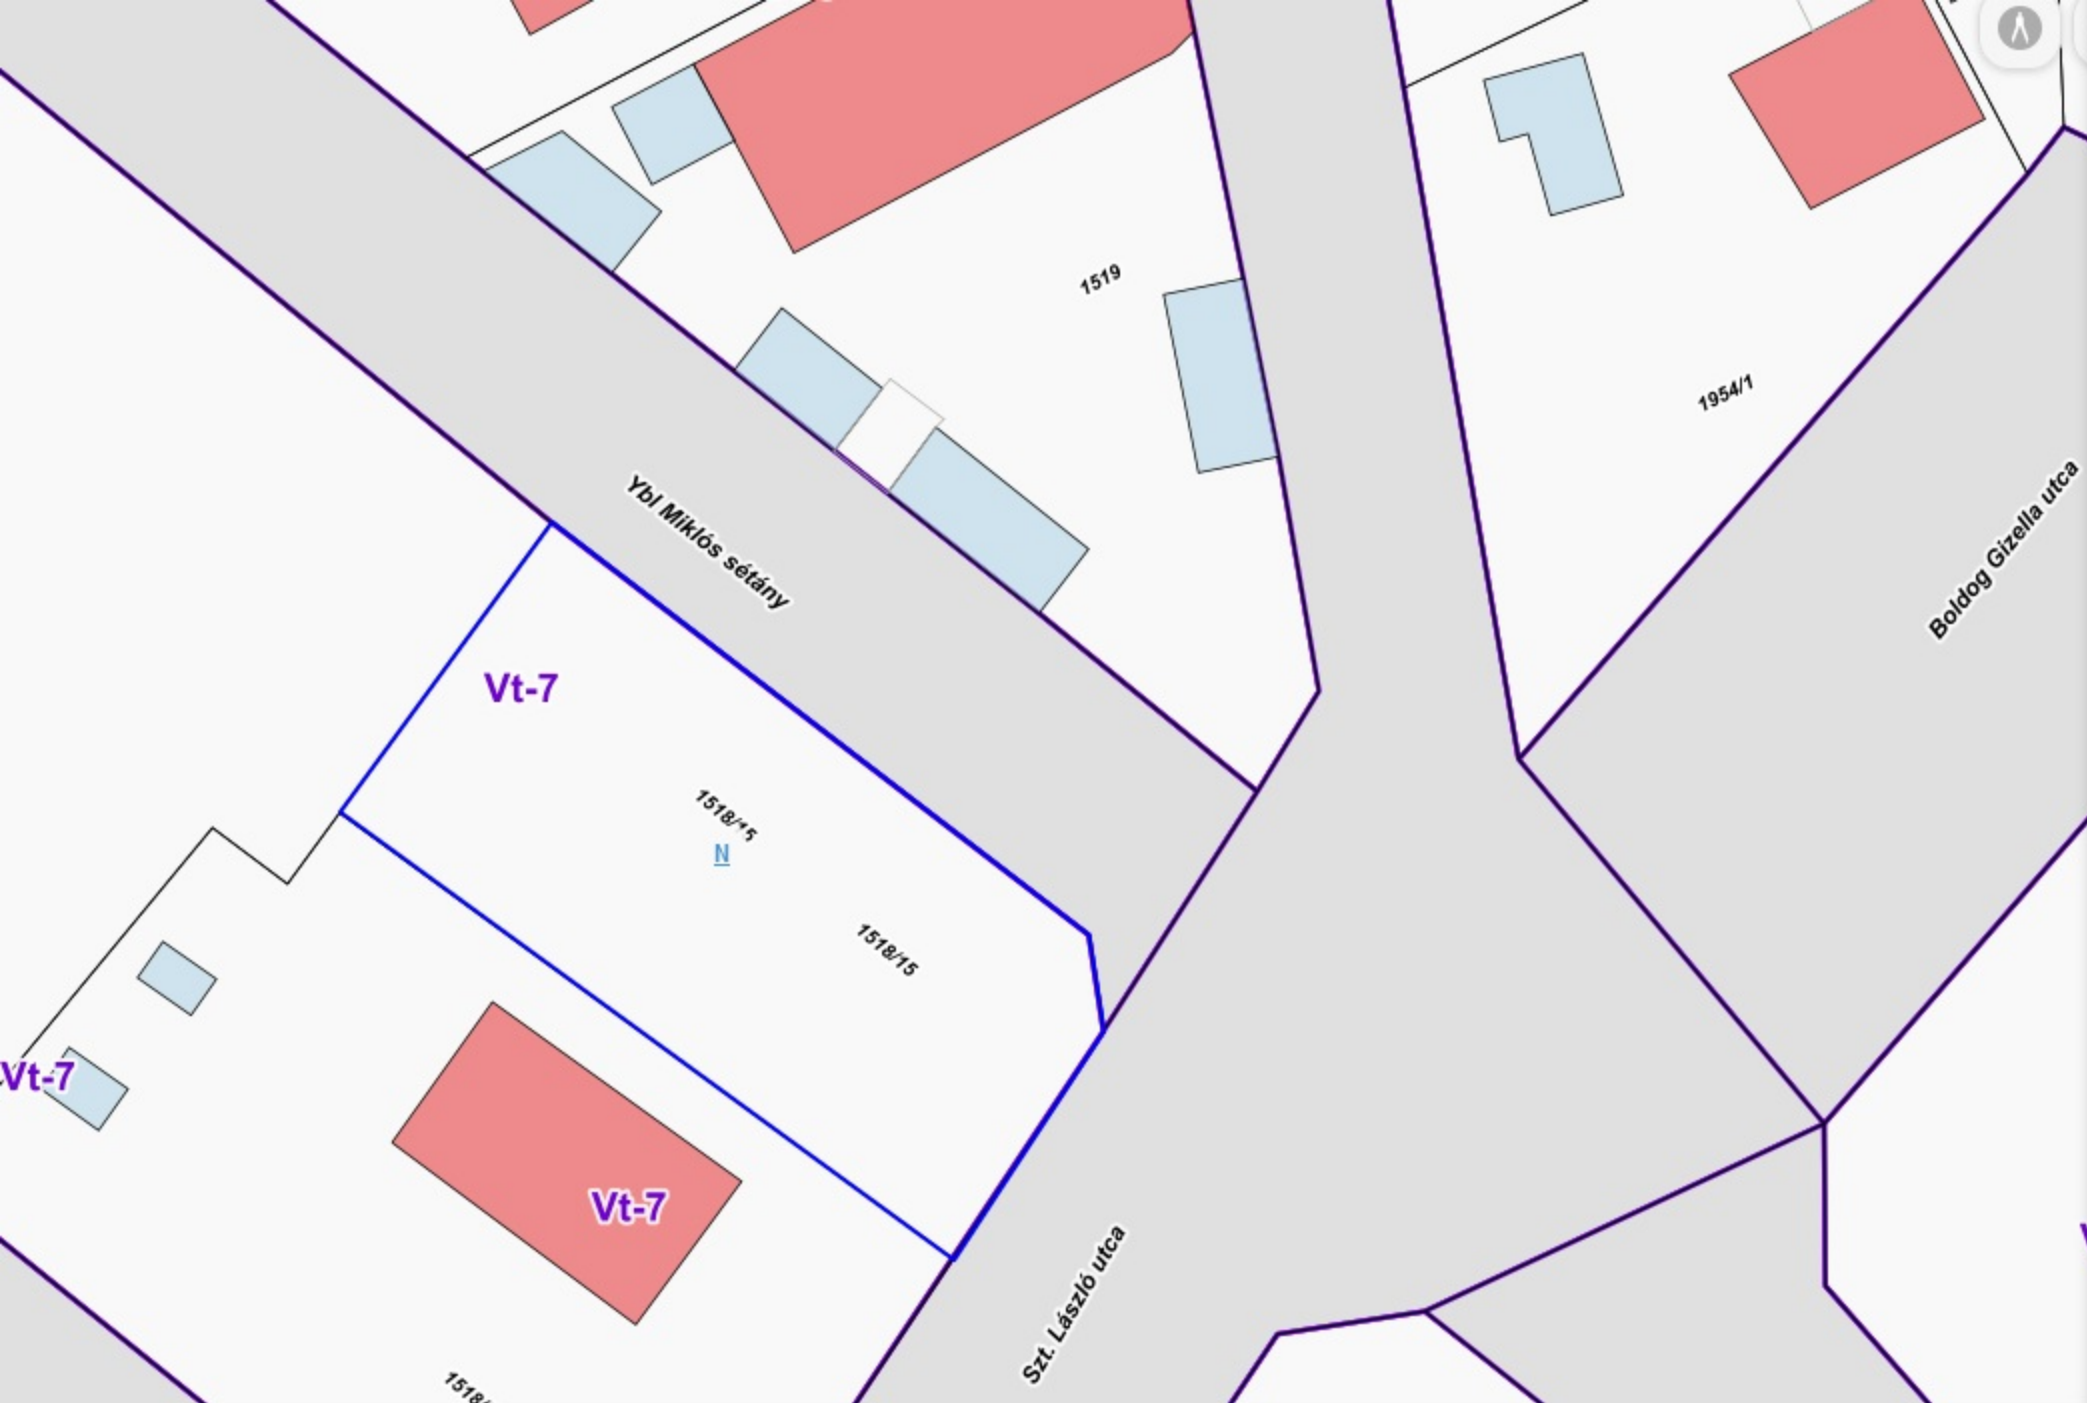 1519
1954/1
Ybl Miklós sétány
Boldog Gizella utca
Vt-7
1518/15
N
1518/15
Vt-7
Vt-7
Szt. László utca
1518/